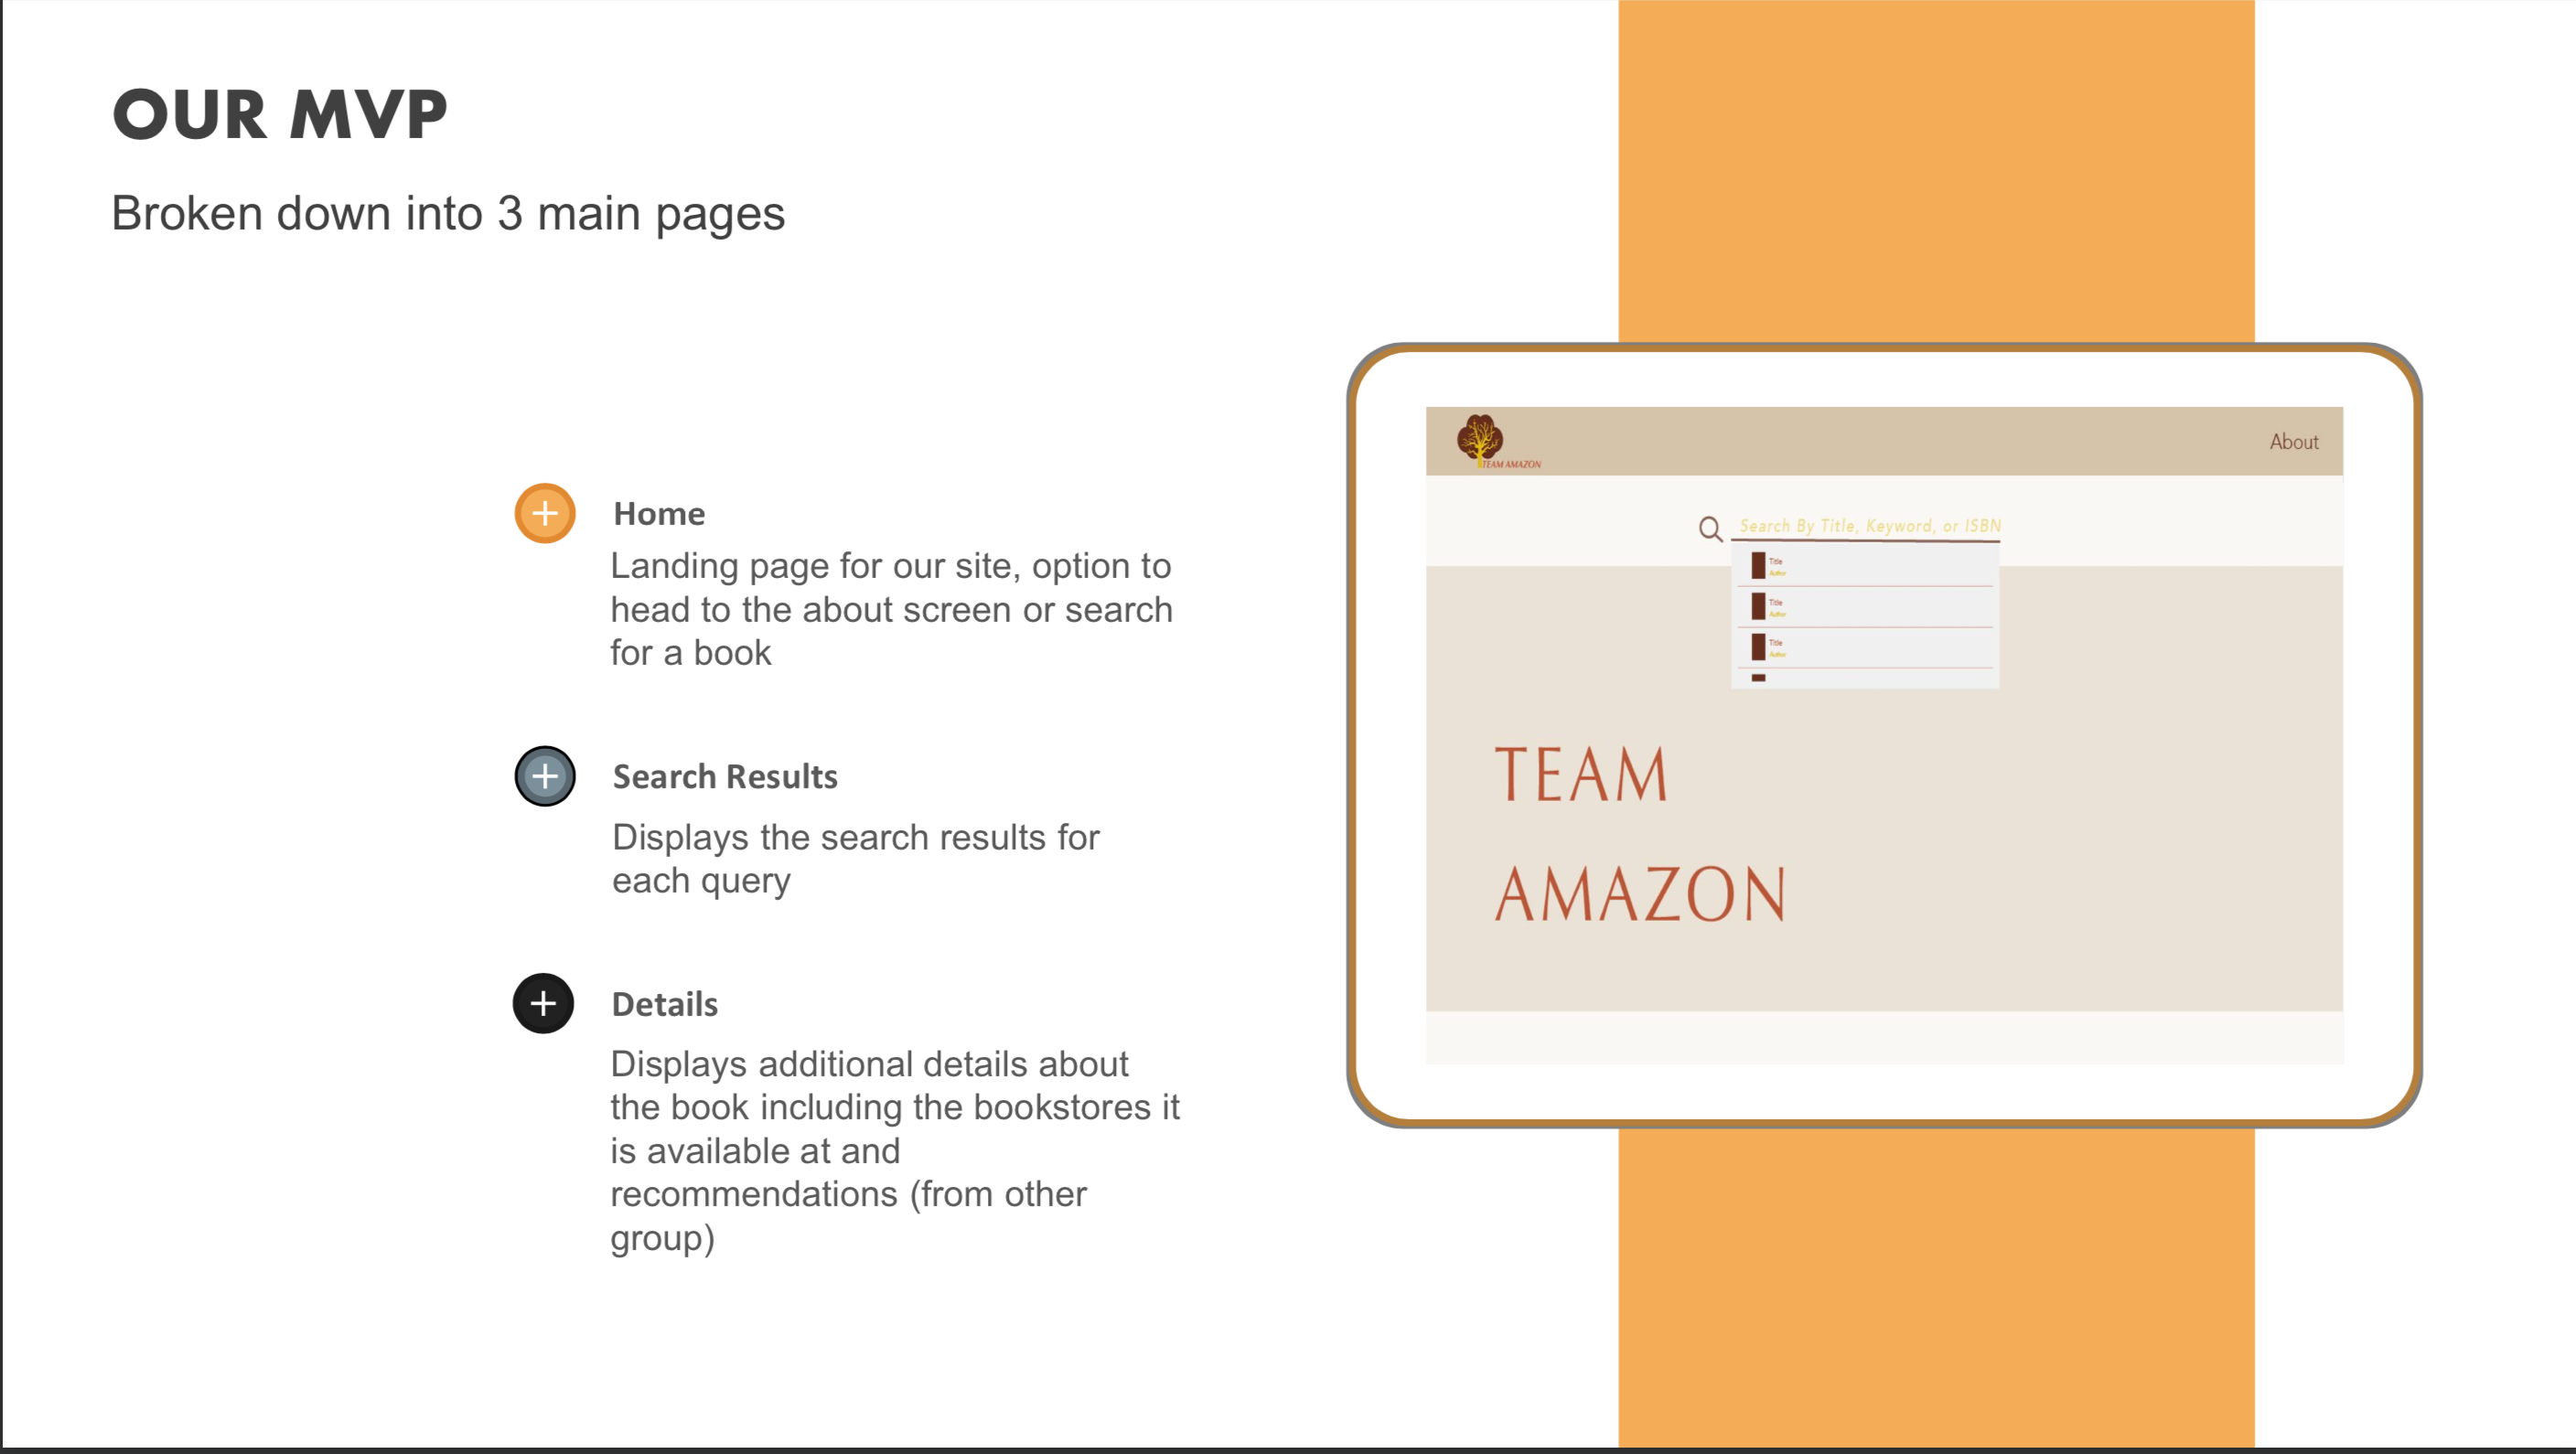 OUR MVP
Broken down into 3 main pages
Home
Landing page for our site, option to
head to the about screen or search
for a book
Search Results
Displays the search results for
each query
Details
Displays additional details about
the book including the bookstores it
is available at and
recommendations (from other
group)
TEAM AMAZON
About
Search By Title, Keyword, or ISBN
Title
Author
Title
Author
Title
Author
TEAM
AMAZON